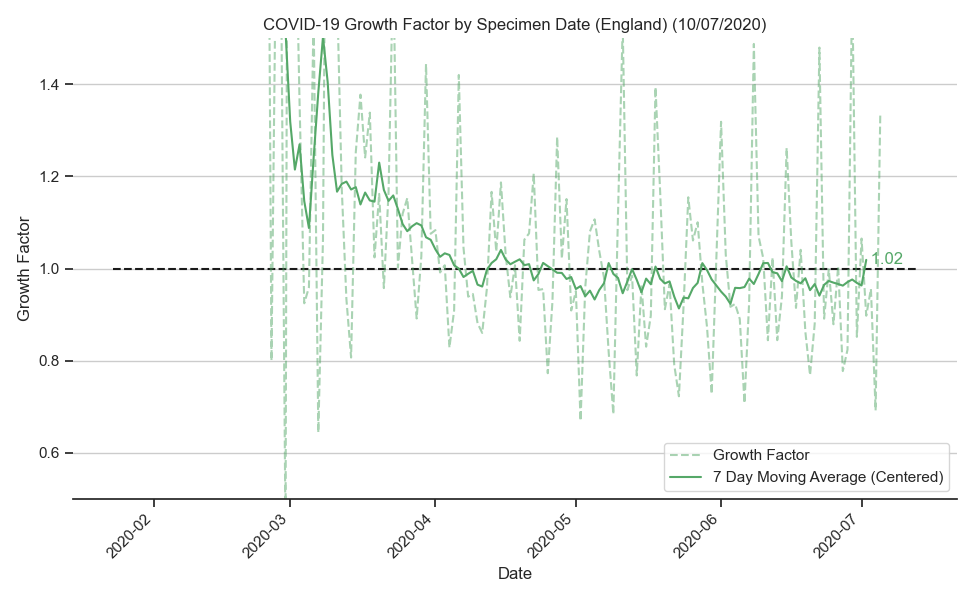 COVID-19 Growth Factor by Specimen Date (England) (10/07/2020)
1.4
1.2
1.0
0.8
0.6
Growth Factor
1.02
Growth Factor
7 Day Moving Average (Centered)
2020-02
2020-03
2020-04
2020-05
2020-06
2020-07
Date